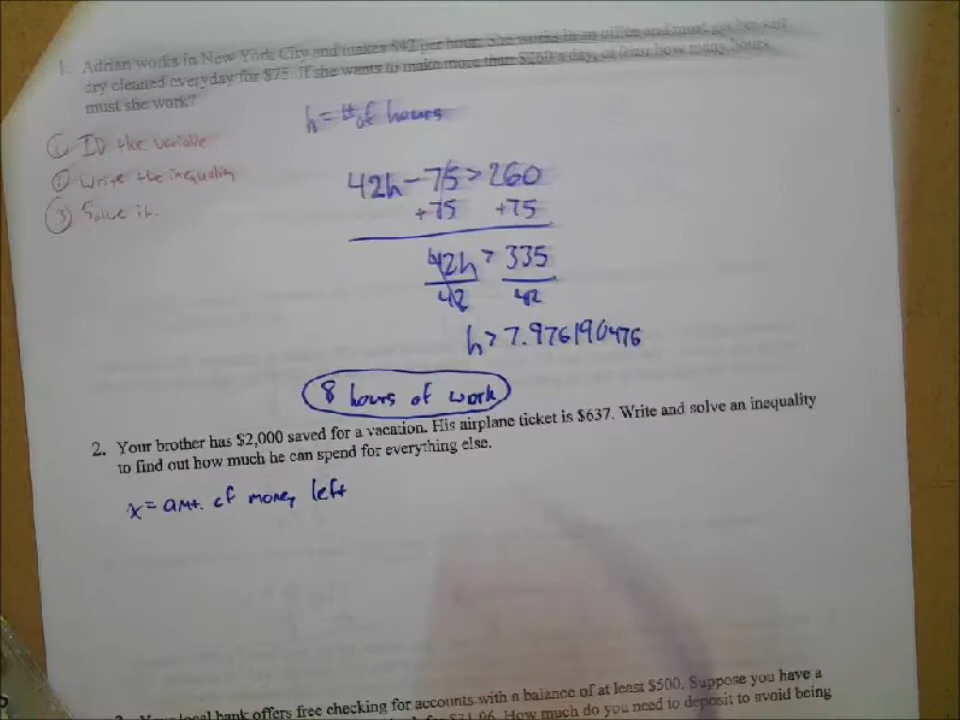 1. Adrian works in New York City and makes $42 per hour. She works in an office and must get her suit
dry cleaned everyday for $75. If she wants to make more than $260 a day, at least how many hours
must she work?
h = # of hours
① ID the variable
② Write the inequality
③ Solve it.
42h - 75 > 260
+75 +75
42h > 335
42 42
h > 7.976190476
8 hours of work
2. Your brother has $2,000 saved for a vacation. His airplane ticket is $637. Write and solve an inequality
to find out how much he can spend for everything else.
x = amt. of money left
local bank offers free checking for accounts with a balance of at least $500. Suppose you have a
How much do you need to deposit to avoid being